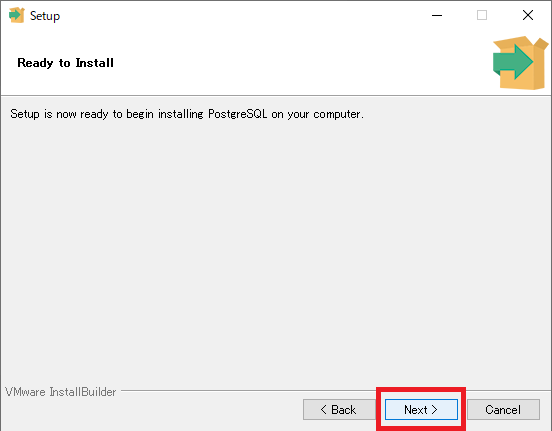 Setup
Ready to Install
Setup is now ready to begin installing PostgreSQL on your computer.
VMware InstallBuilder
< Back
Next >
Cancel